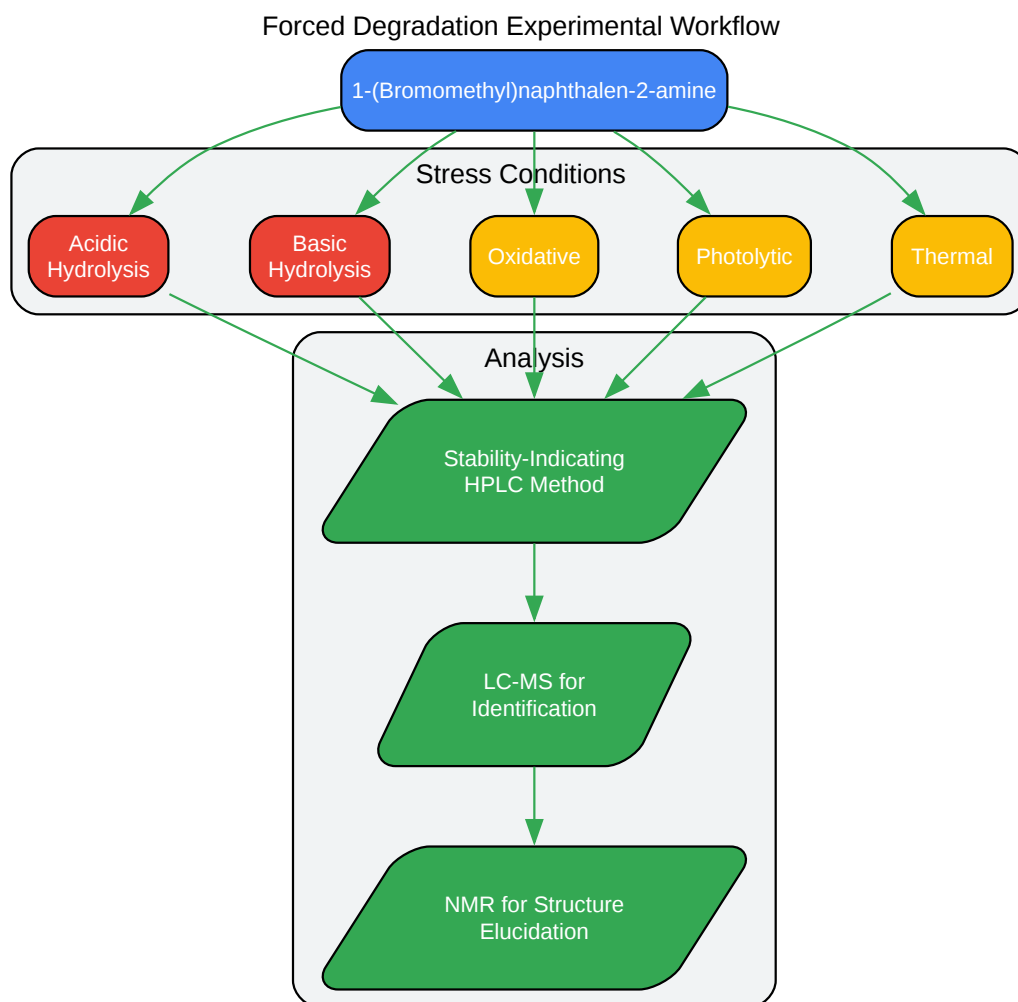 Forced Degradation Experimental Workflow
1-(Bromomethyl)naphthalen-2-amine
Stress Conditions
Acidic
Hydrolysis
Basic
Hydrolysis
Oxidative
Photolytic
Thermal
Analysis
Stability-Indicating
HPLC Method
LC-MS for
Identification
NMR for Structure
Elucidation